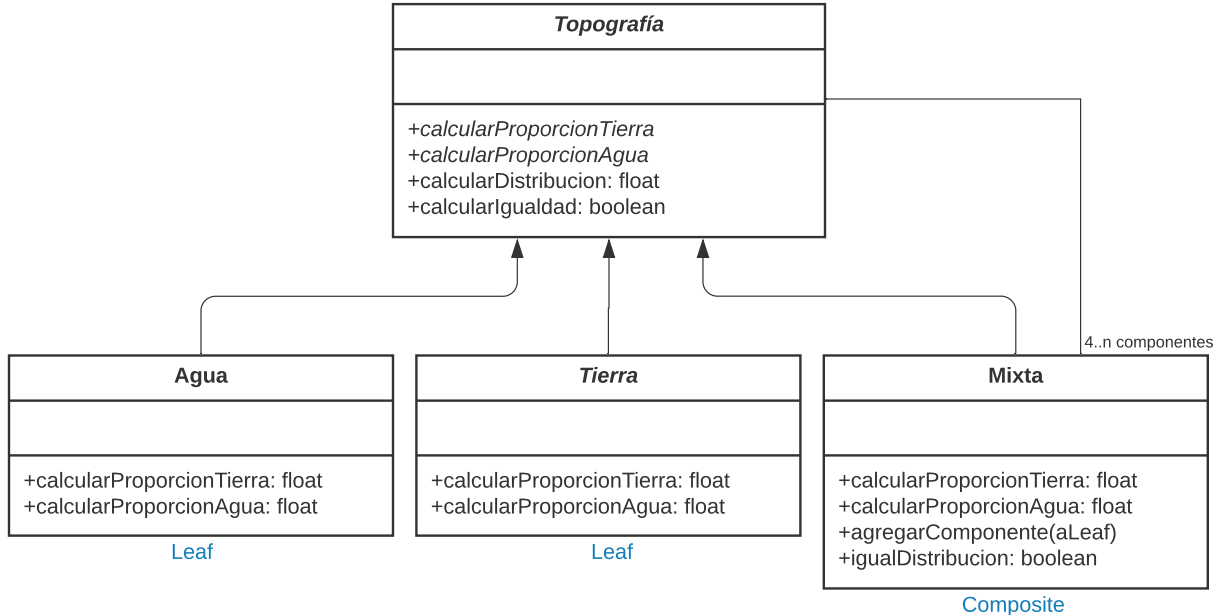 Topografía
+calcularProporcionTierra
+calcularProporcionAgua
+calcularDistribucion: float
+calcularIgualdad: boolean
4..n componentes
Agua
+calcularProporcionTierra: float
+calcularProporcionAgua: float
Leaf
Tierra
+calcularProporcionTierra: float
+calcularProporcionAgua: float
Leaf
Mixta
+calcularProporcionTierra: float
+calcularProporcionAgua: float
+agregarComponente(aLeaf)
+igualDistribucion: boolean
Composite